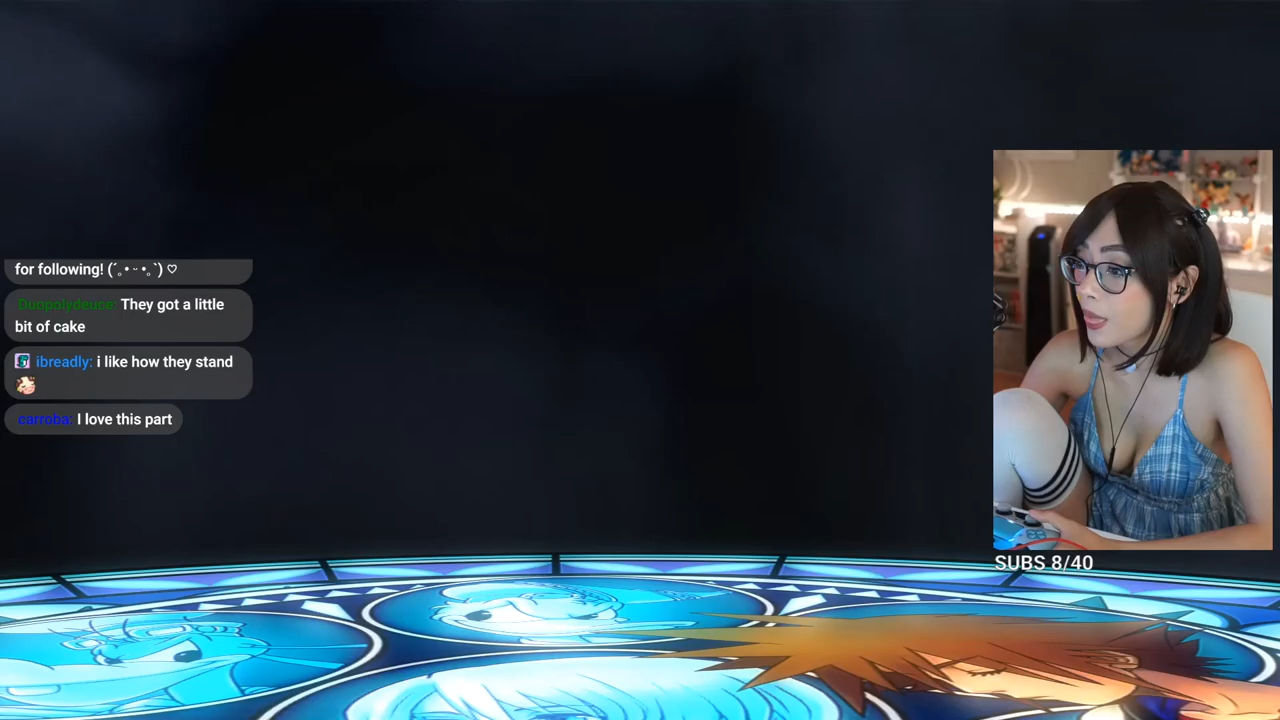 for following! (´｡• ᵕ •｡`) ♡
Duopolydeuce: They got a little
bit of cake
ibreadly: i like how they stand
carroba: I love this part
SUBS 8/40